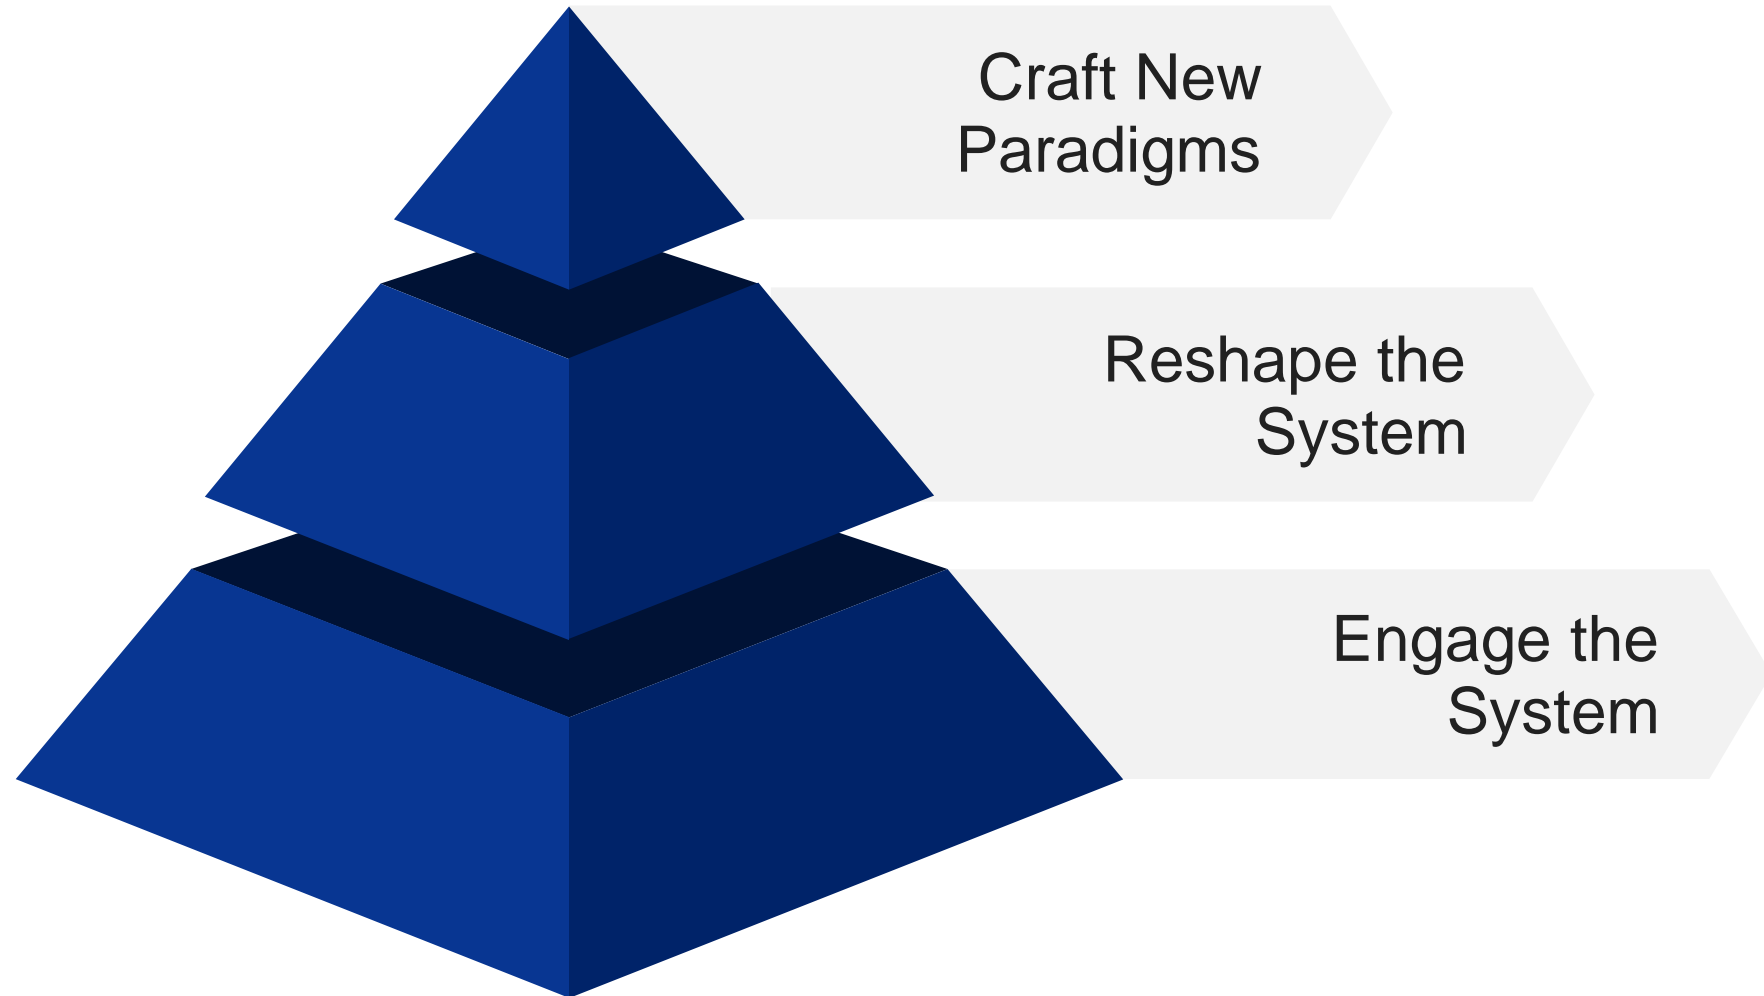 Craft New
Paradigms
Reshape the
System
Engage the
System